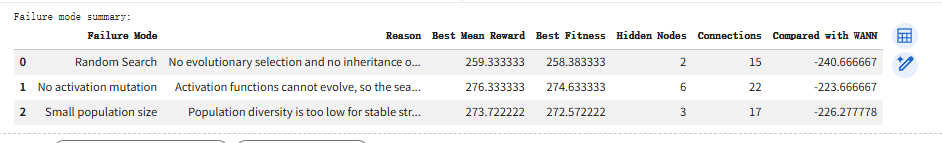 Failure mode summary:
Failure Mode Reason Best Mean Reward Best Fitness Hidden Nodes Connections Compared with WANN
0 Random Search No evolutionary selection and no inheritance o... 259.333333 258.383333 2 15 -240.666667
1 No activation mutation Activation functions cannot evolve, so the sea... 276.333333 274.633333 6 22 -223.666667
2 Small population size Population diversity is too low for stable str... 273.722222 272.572222 3 17 -226.277778